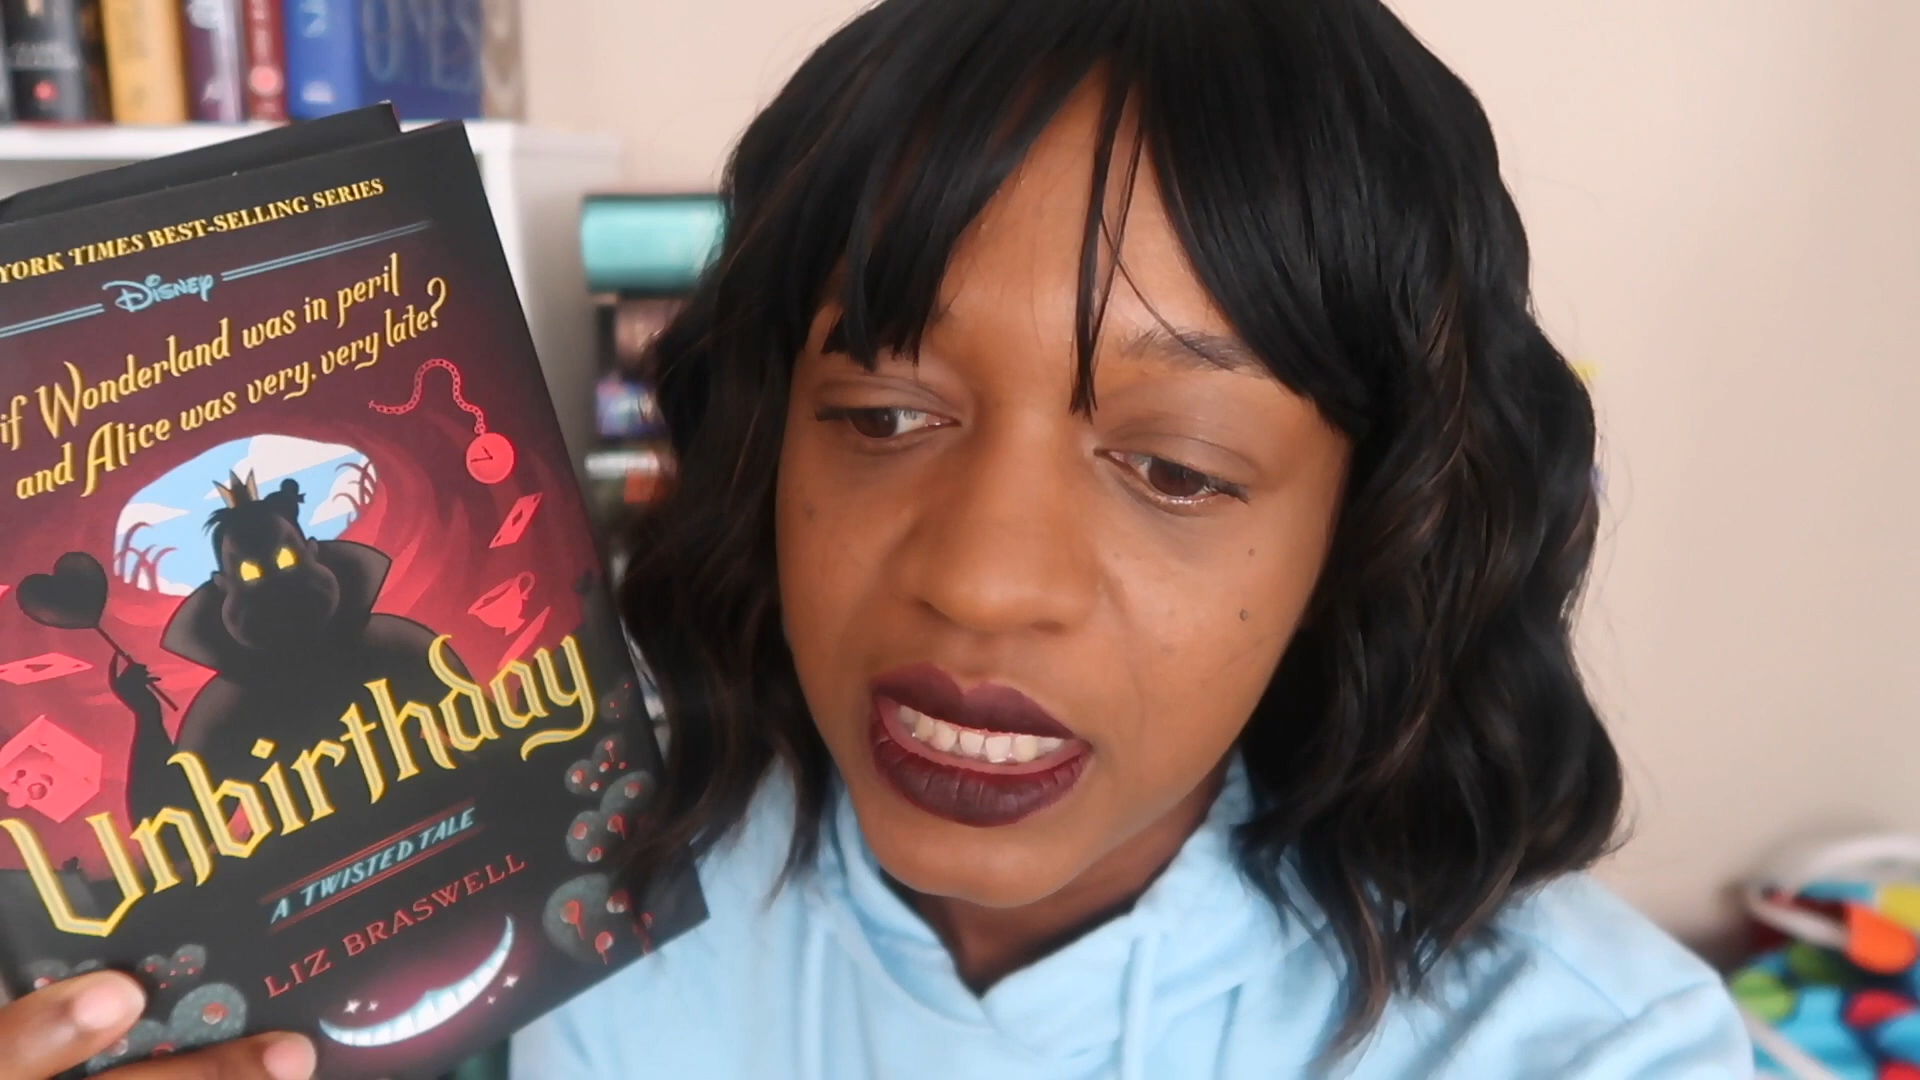 YORK TIMES BEST-SELLING SERIES
Disney
if Wonderland was in peril
and Alice was very, very late?
Unbirthday
A TWISTED TALE
LIZ BRASWELL